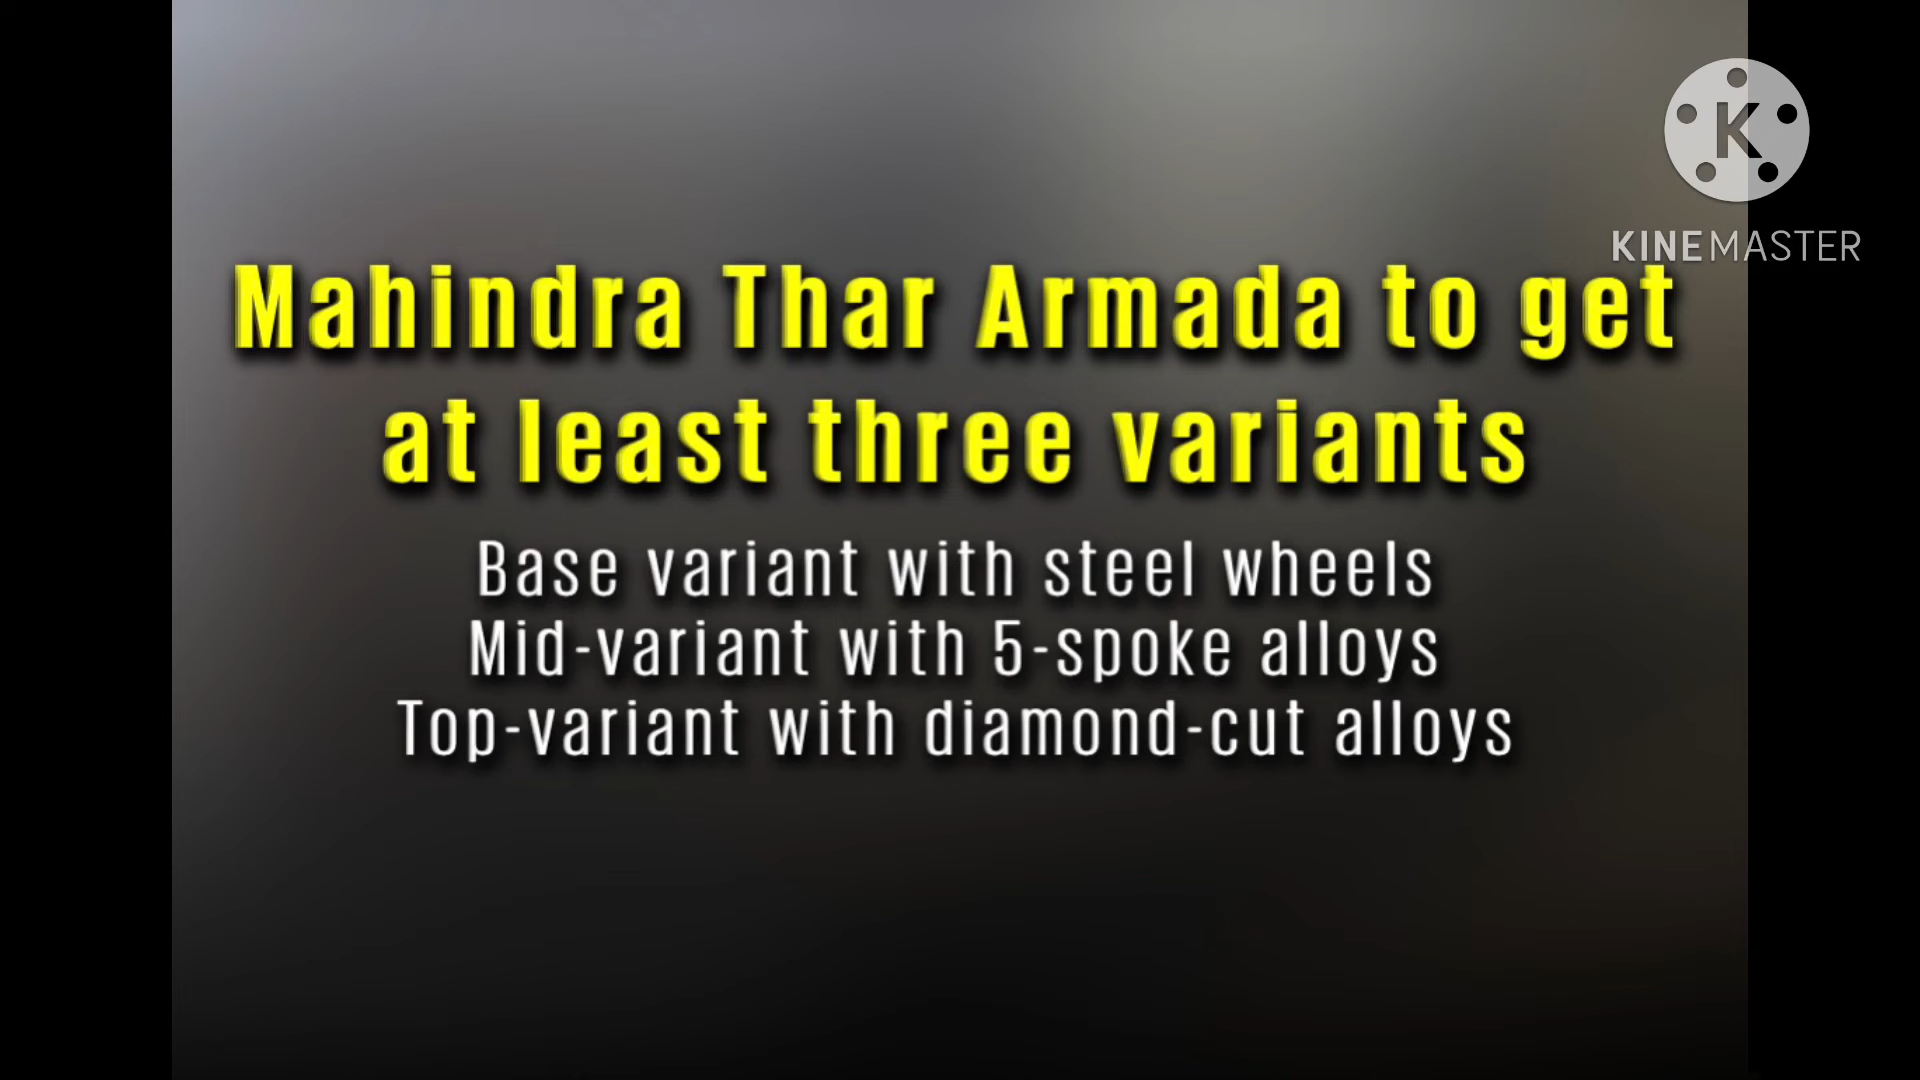 K
KINEMASTER
Mahindra Thar Armada to get
at least three variants
Base variant with steel wheels
Mid-variant with 5-spoke alloys
Top-variant with diamond-cut alloys